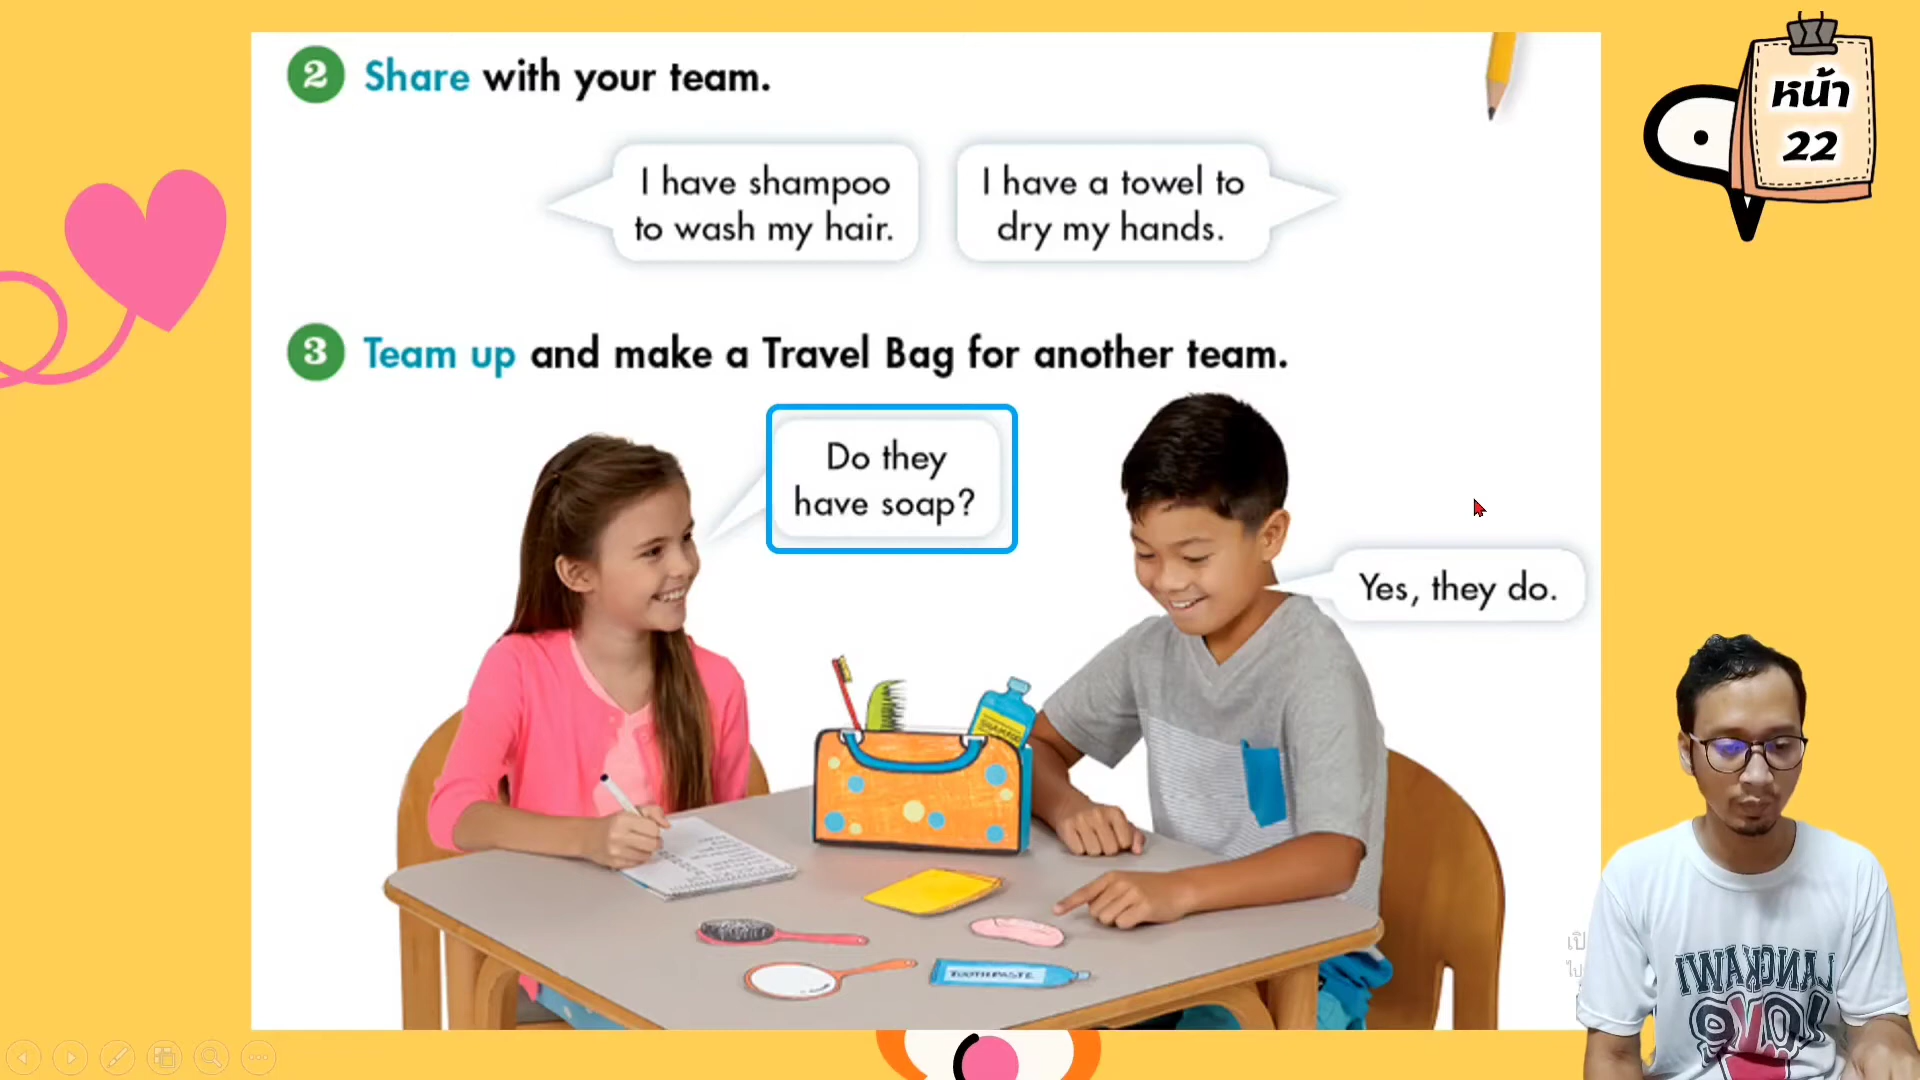 2 Share with your team.
หน้า
22
I have shampoo
to wash my hair.
I have a towel to
dry my hands.
3 Team up and make a Travel Bag for another team.
Do they
have soap?
Yes, they do.
SHAMPOO
TOOTHPASTE
LANGKAWI